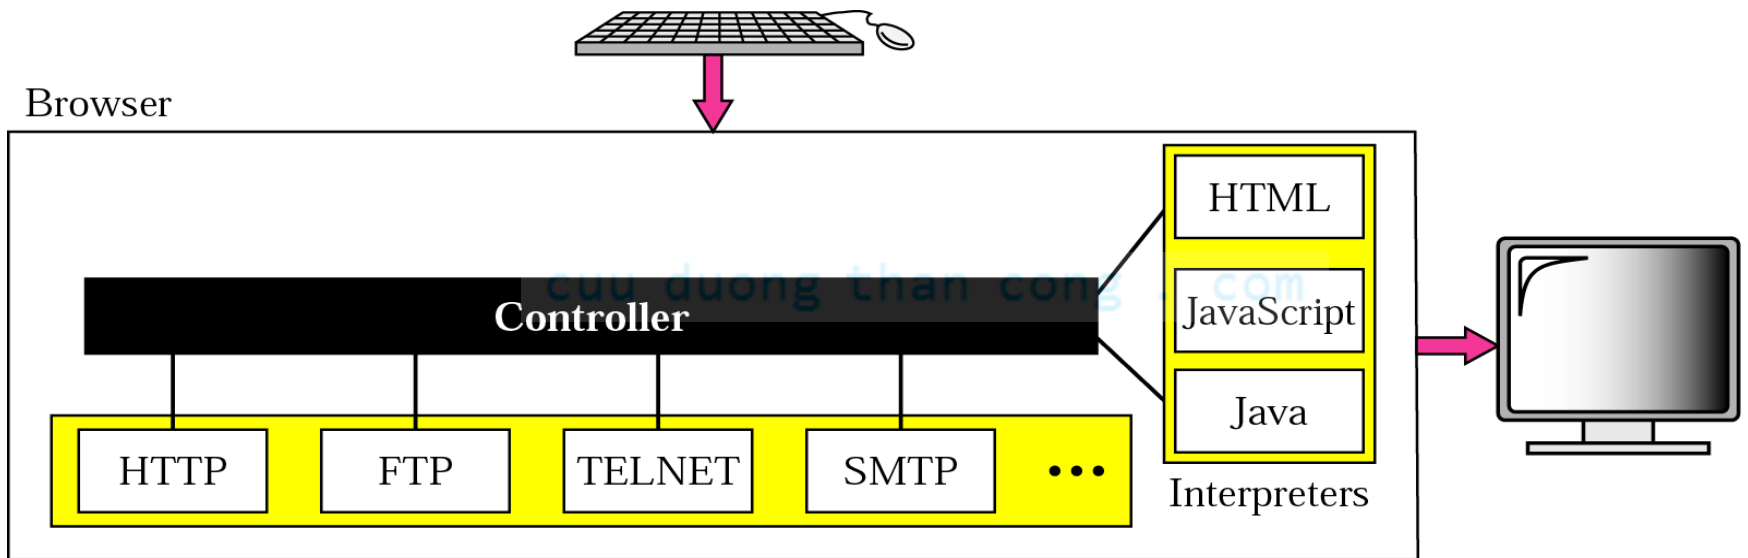 Browser
HTML
cuu duong than cong . com
Controller
JavaScript
Java
HTTP
FTP
TELNET
SMTP
...
Interpreters